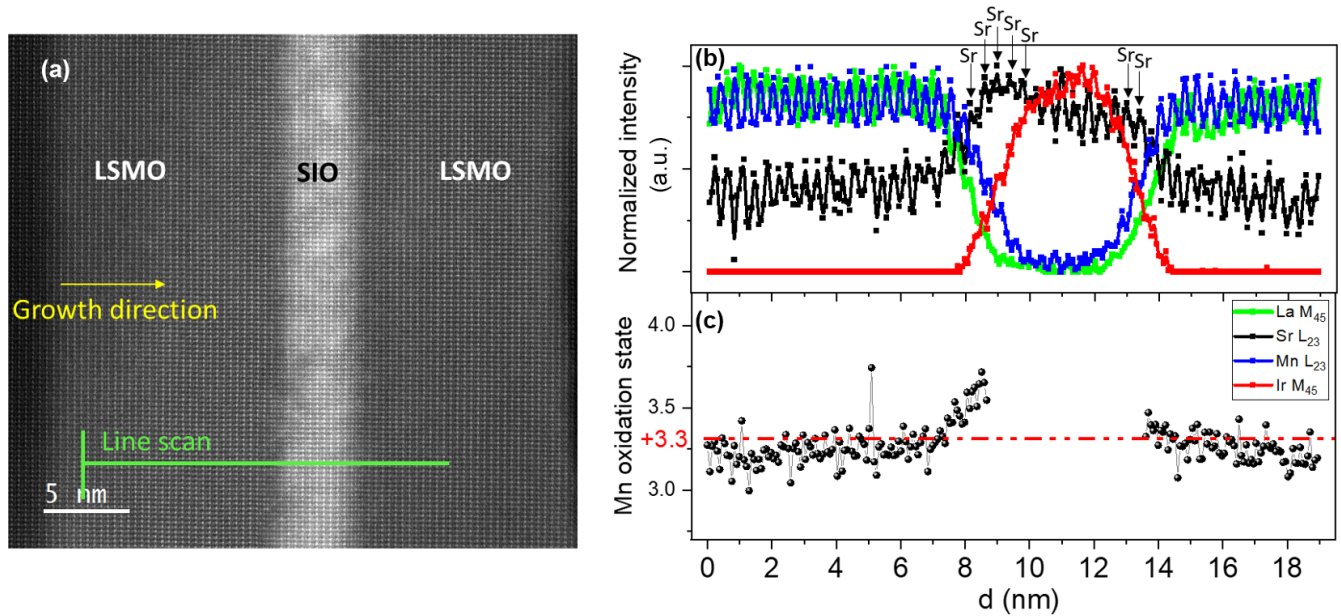 (a)
LSMO
SIO
LSMO
Growth direction
Line scan
5 nm
(b)
Sr
Sr
Sr
Sr
Sr
Sr
Sr
Normalized intensity
(a.u.)
(c)
La M₄₅
Sr L₂₃
Mn L₂₃
Ir M₄₅
Mn oxidation state
4.0
3.5
+3.3
3.0
0 2 4 6 8 10 12 14 16 18
d (nm)